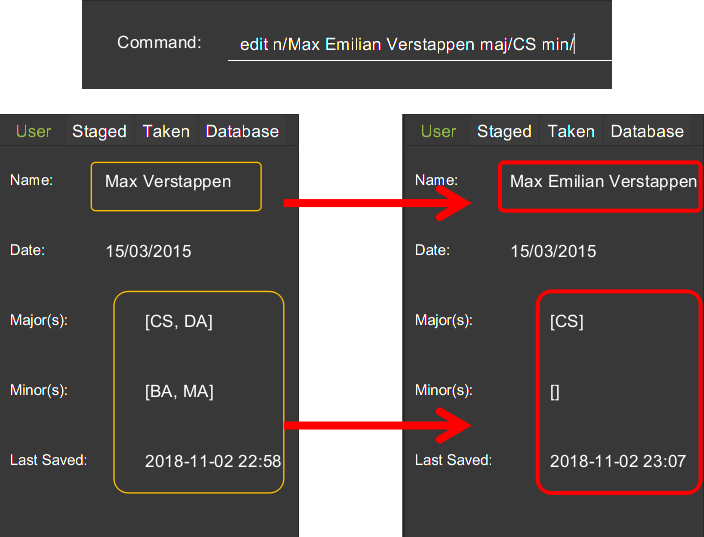 Command: edit n/Max Emilian Verstappen maj/CS min/
User Staged Taken Database
Name: Max Verstappen
Date: 15/03/2015
Major(s): [CS, DA]
Minor(s): [BA, MA]
Last Saved: 2018-11-02 22:58
User Staged Taken Database
Name: Max Emilian Verstappen
Date: 15/03/2015
Major(s): [CS]
Minor(s): []
Last Saved: 2018-11-02 23:07